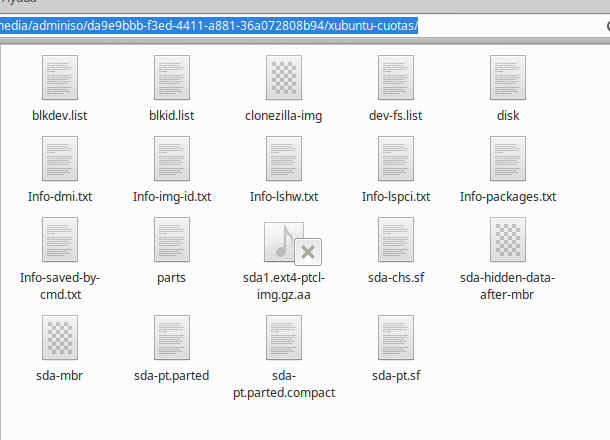 Ayuda
media/adminiso/da9e9bbb-f3ed-4411-a881-36a072808b94/xubuntu-cuotas/
blkdev.list
blkid.list
clonezilla-img
dev-fs.list
disk
Info-dmi.txt
Info-img-id.txt
Info-lshw.txt
Info-lspci.txt
Info-packages.txt
Info-saved-by-
cmd.txt
parts
sda1.ext4-ptcl-
img.gz.aa
sda-chs.sf
sda-hidden-data-
after-mbr
sda-mbr
sda-pt.parted
sda-
pt.parted.compact
sda-pt.sf